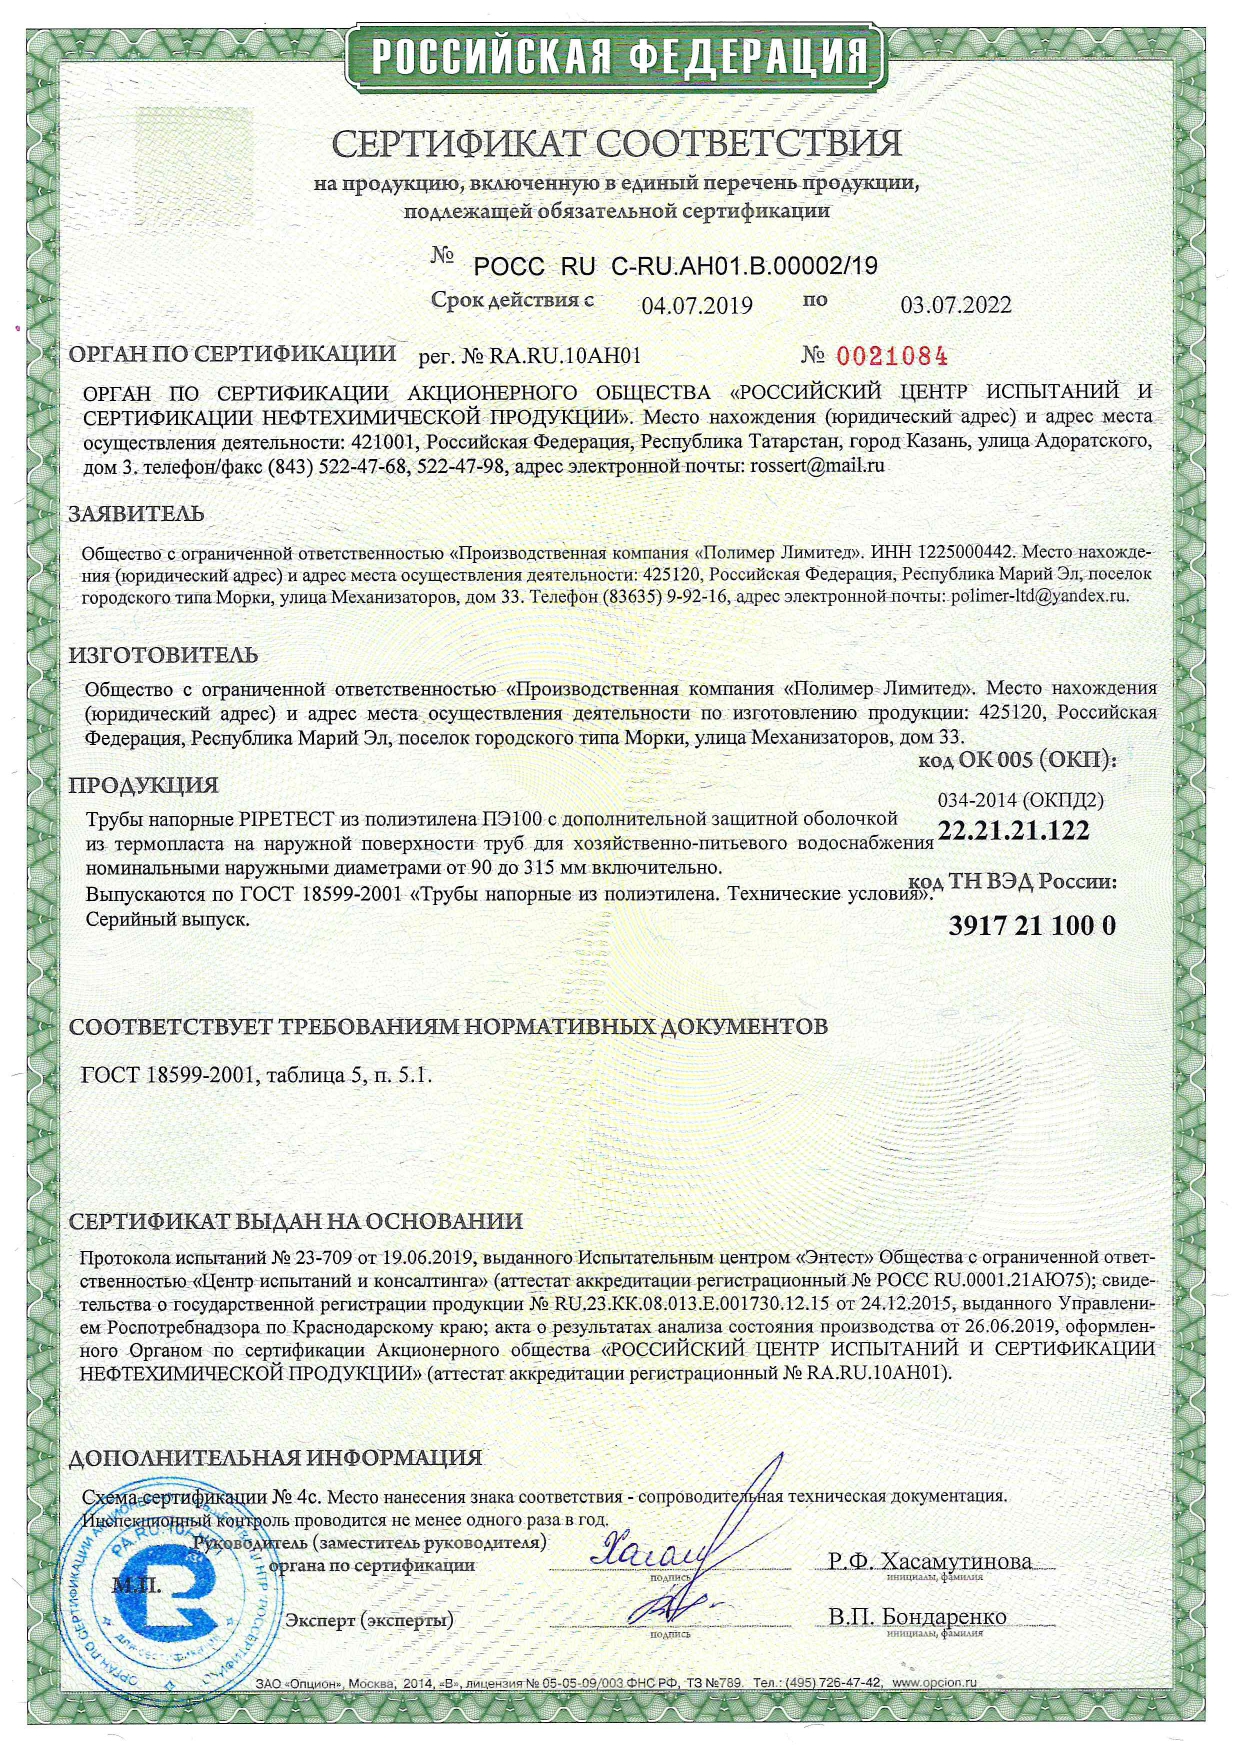 РОССИЙСКАЯ ФЕДЕРАЦИЯ
СЕРТИФИКАТ СООТВЕТСТВИЯ
на продукцию, включенную в единый перечень продукции,
подлежащей обязательной сертификации
№ РОСС RU C-RU.АН01.В.00002/19
Срок действия с 04.07.2019 по 03.07.2022
ОРГАН ПО СЕРТИФИКАЦИИ рег. № RA.RU.10АН01 № 0021084
ОРГАН ПО СЕРТИФИКАЦИИ АКЦИОНЕРНОГО ОБЩЕСТВА «РОССИЙСКИЙ ЦЕНТР ИСПЫТАНИЙ И
СЕРТИФИКАЦИИ НЕФТЕХИМИЧЕСКОЙ ПРОДУКЦИИ». Место нахождения (юридический адрес) и адрес места
осуществления деятельности: 421001, Российская Федерация, Республика Татарстан, город Казань, улица Адоратского,
дом 3. телефон/факс (843) 522-47-68, 522-47-98, адрес электронной почты: rossert@mail.ru
ЗАЯВИТЕЛЬ
Общество с ограниченной ответственностью «Производственная компания «Полимер Лимитед». ИНН 1225000442. Место нахожде-
ния (юридический адрес) и адрес места осуществления деятельности: 425120, Российская Федерация, Республика Марий Эл, поселок
городского типа Морки, улица Механизаторов, дом 33. Телефон (83635) 9-92-16, адрес электронной почты: polimer-ltd@yandex.ru.
ИЗГОТОВИТЕЛЬ
Общество с ограниченной ответственностью «Производственная компания «Полимер Лимитед». Место нахождения
(юридический адрес) и адрес места осуществления деятельности по изготовлению продукции: 425120, Российская
Федерация, Республика Марий Эл, поселок городского типа Морки, улица Механизаторов, дом 33.
код ОК 005 (ОКП):
ПРОДУКЦИЯ
034-2014 (ОКПД2)
Трубы напорные PIPETECT из полиэтилена ПЭ100 с дополнительной защитной оболочкой
22.21.21.122
из термопласта на наружной поверхности труб для хозяйственно-питьевого водоснабжения
номинальными наружными диаметрами от 90 до 315 мм включительно.
код ТН ВЭД России:
Выпускаются по ГОСТ 18599-2001 «Трубы напорные из полиэтилена. Технические условия».
Серийный выпуск.
3917 21 100 0
СООТВЕТСТВУЕТ ТРЕБОВАНИЯМ НОРМАТИВНЫХ ДОКУМЕНТОВ
ГОСТ 18599-2001, таблица 5, п. 5.1.
СЕРТИФИКАТ ВЫДАН НА ОСНОВАНИИ
Протокола испытаний № 23-709 от 19.06.2019, выданного Испытательным центром «Энтест» Общества с ограниченной ответ-
ственностью «Центр испытаний и консалтинга» (аттестат аккредитации регистрационный № РОСС RU.0001.21АЮ75); свиде-
тельства о государственной регистрации продукции № RU.23.КК.08.013.Е.001730.12.15 от 24.12.2015, выданного Управлени-
ем Роспотребнадзора по Краснодарскому краю; акта о результатах анализа состояния производства от 26.06.2019, оформлен-
ного Органом по сертификации Акционерного общества «РОССИЙСКИЙ ЦЕНТР ИСПЫТАНИЙ И СЕРТИФИКАЦИИ
НЕФТЕХИМИЧЕСКОЙ ПРОДУКЦИИ» (аттестат аккредитации регистрационный № RA.RU.10АН01).
ДОПОЛНИТЕЛЬНАЯ ИНФОРМАЦИЯ
Схема сертификации № 4с. Место нанесения знака соответствия - сопроводительная техническая документация.
Инспекционный контроль проводится не менее одного раза в год.
Руководитель (заместитель руководителя)
органа по сертификации
Р.Ф. Хасамутинова
подпись
инициалы, фамилия
М.П.
Эксперт (эксперты)
В.П. Бондаренко
подпись
инициалы, фамилия
ЗАО «Опцион», Москва, 2014, «В», лицензия № 05-05-09/003 ФНС РФ, ТЗ №789. Тел.: (495) 726-47-42, www.opcion.ru